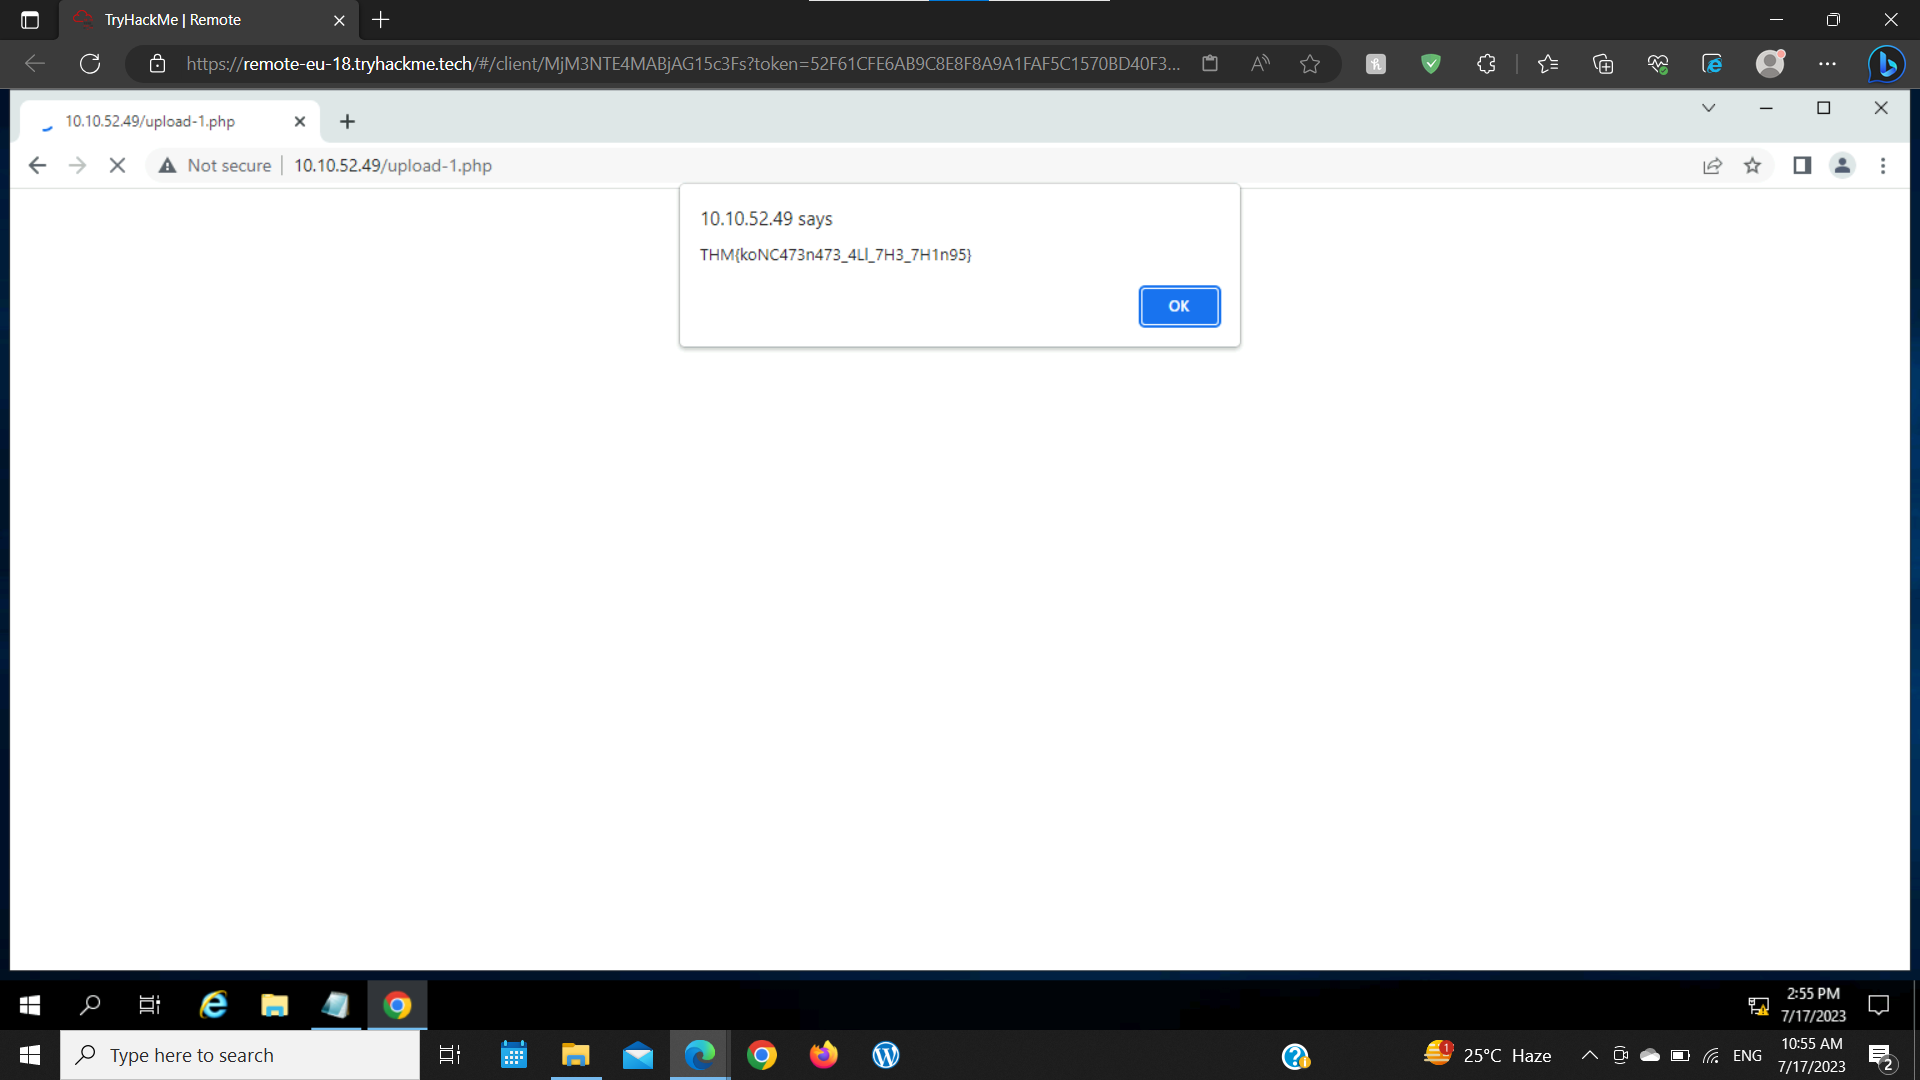 TryHackMe | Remote
https://remote-eu-18.tryhackme.tech/#/client/MjM3NTE4MABjAG15c3Fs?token=52F61CFE6AB9C8E8F8A9A1FAF5C1570BD40F3...
10.10.52.49/upload-1.php
Not secure
10.10.52.49/upload-1.php
10.10.52.49 says
THM{koNC473n473_4Ll_7H3_7H1n95}
OK
2:55 PM
7/17/2023
Type here to search
1
25°C Haze
ENG
10:55 AM
7/17/2023
2